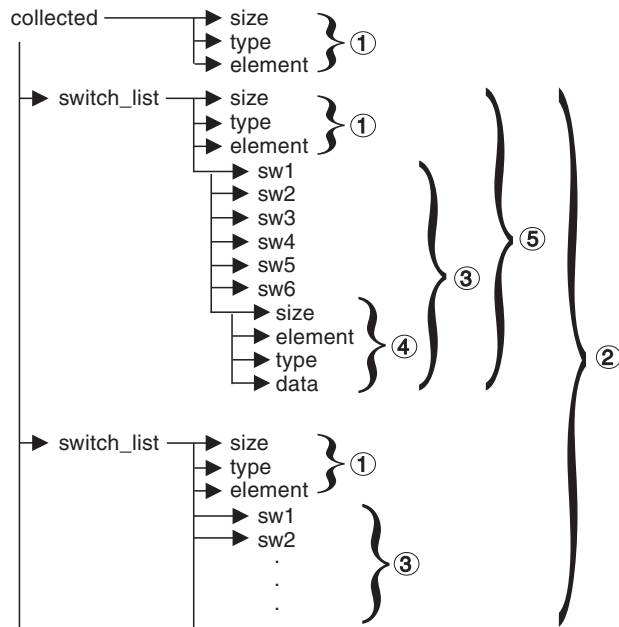 collected size
type ①
element
switch_list size
type ①
element
sw1
sw2
sw3
sw4
sw5 ⑤
sw6 ③
size
element ④
type ②
data
switch_list size
type ①
element
sw1
sw2
③
.
.
.